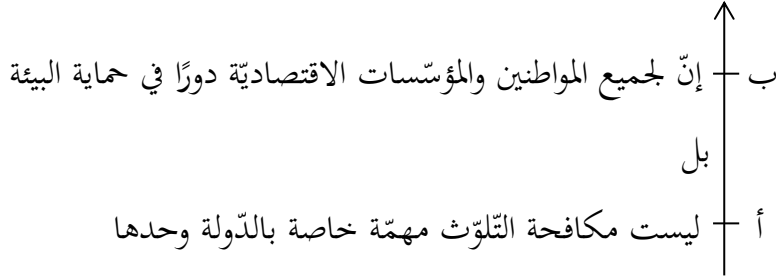 ب إنّ لجميع المواطنين والمؤسّسات الاقتصاديّة دورًا في حماية البيئة
بل
أ ليست مكافحة التّلوّث مهمّة خاصة بالدّولة وحدها